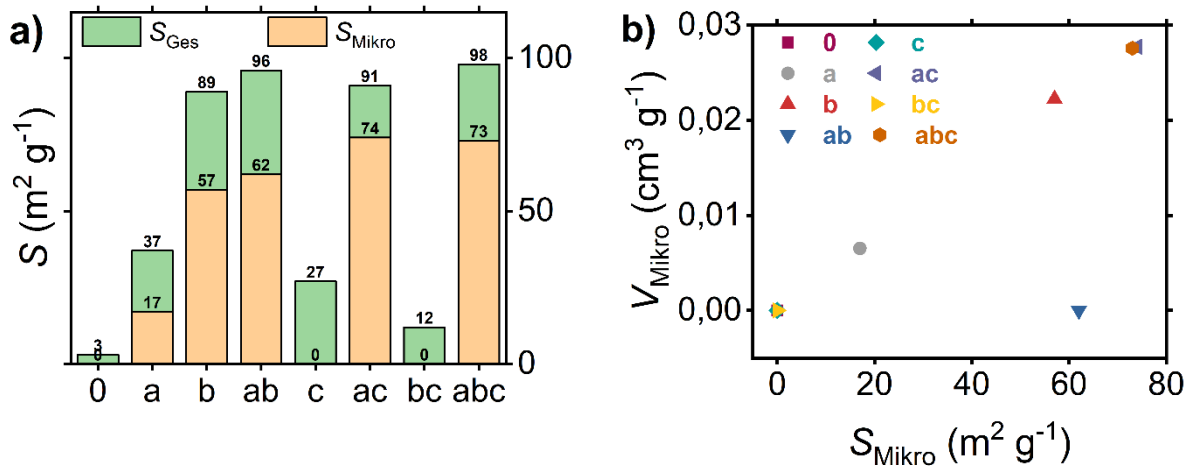 a)
S_Ges
S_Mikro
S (m² g⁻¹)
3
0
37
17
89
57
96
62
27
0
91
74
12
0
98
73
100
50
0
0 a b ab c ac bc abc
b)
V_Mikro (cm³ g⁻¹)
0,03
0,02
0,01
0,00
0 c
a ac
b bc
ab abc
0 20 40 60 80
S_Mikro (m² g⁻¹)